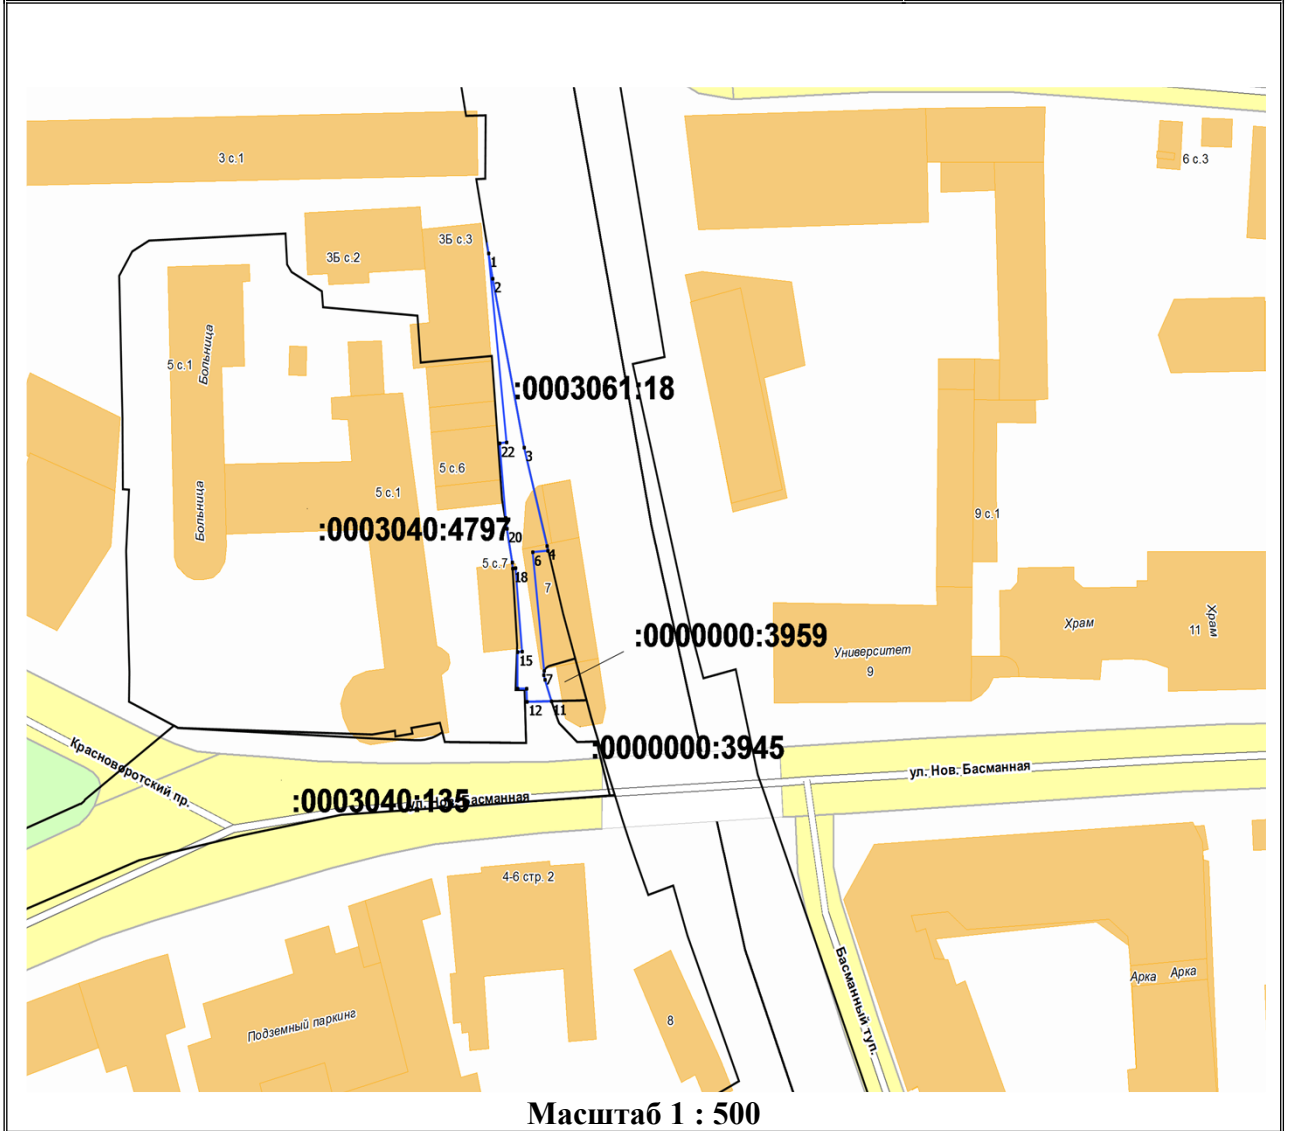 3 с.1
6 с.3
3Б с.3
3Б с.2
1
2
5 с.1
Больница
:0003061:18
22
3
5 с.6
5 с.1
9 с.1
Больница
:0003040:4797
20
4
6
5 с.7
18
7
Храм
Храм
11
:0000000:3959
15
Университет
9
7
12
11
:0000000:3945
Красноворотский пр.
ул. Нов. Басманная
:0003040:135
ул. Нов. Басманная
4-6 стр. 2
Басманный туп.
Арка
Арка
Подземный паркинг
8
Масштаб 1 : 500